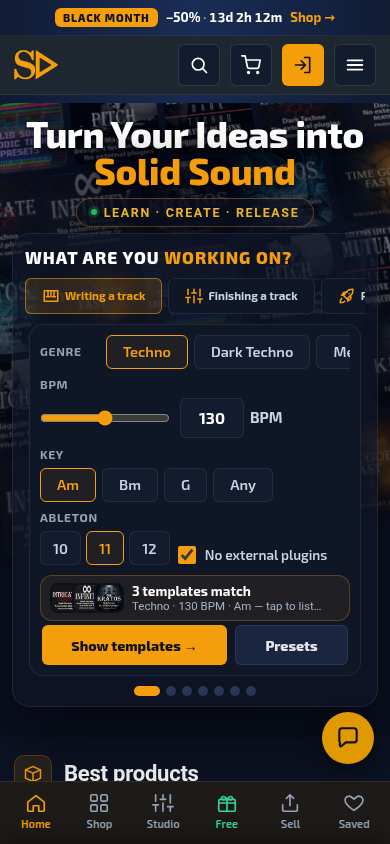 BLACK MONTH –50% · 13d 2h 12m Shop →
Turn Your Ideas into
Solid Sound
LEARN · CREATE · RELEASE
WHAT ARE YOU WORKING ON?
Writing a track Finishing a track
GENRE Techno Dark Techno Me
BPM
130 BPM
KEY
Am Bm G Any
ABLETON
10 11 12 No external plugins
3 templates match
Techno · 130 BPM · Am — tap to list...
Show templates → Presets
Best products
Home Shop Studio Free Sell Saved